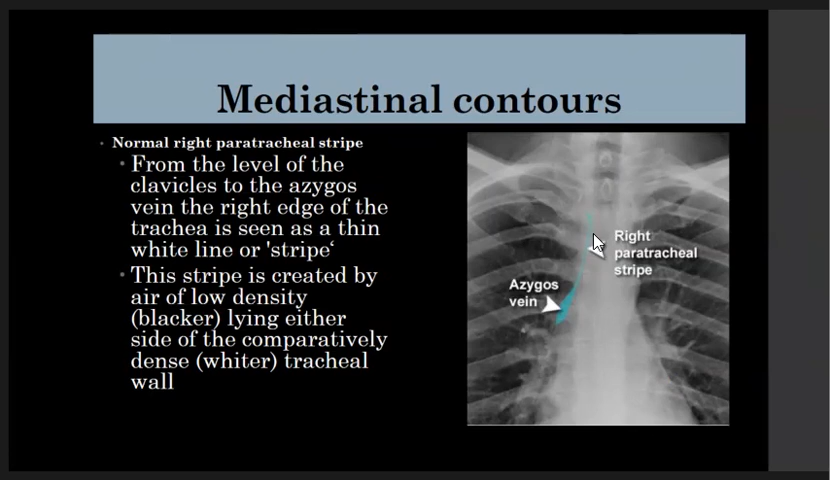 Mediastinal contours
Normal right paratracheal stripe
From the level of the
clavicles to the azygos
vein the right edge of the
trachea is seen as a thin
white line or 'stripe‘
This stripe is created by
air of low density
(blacker) lying either
side of the comparatively
dense (whiter) tracheal
wall
Right
paratracheal
stripe
Azygos
vein